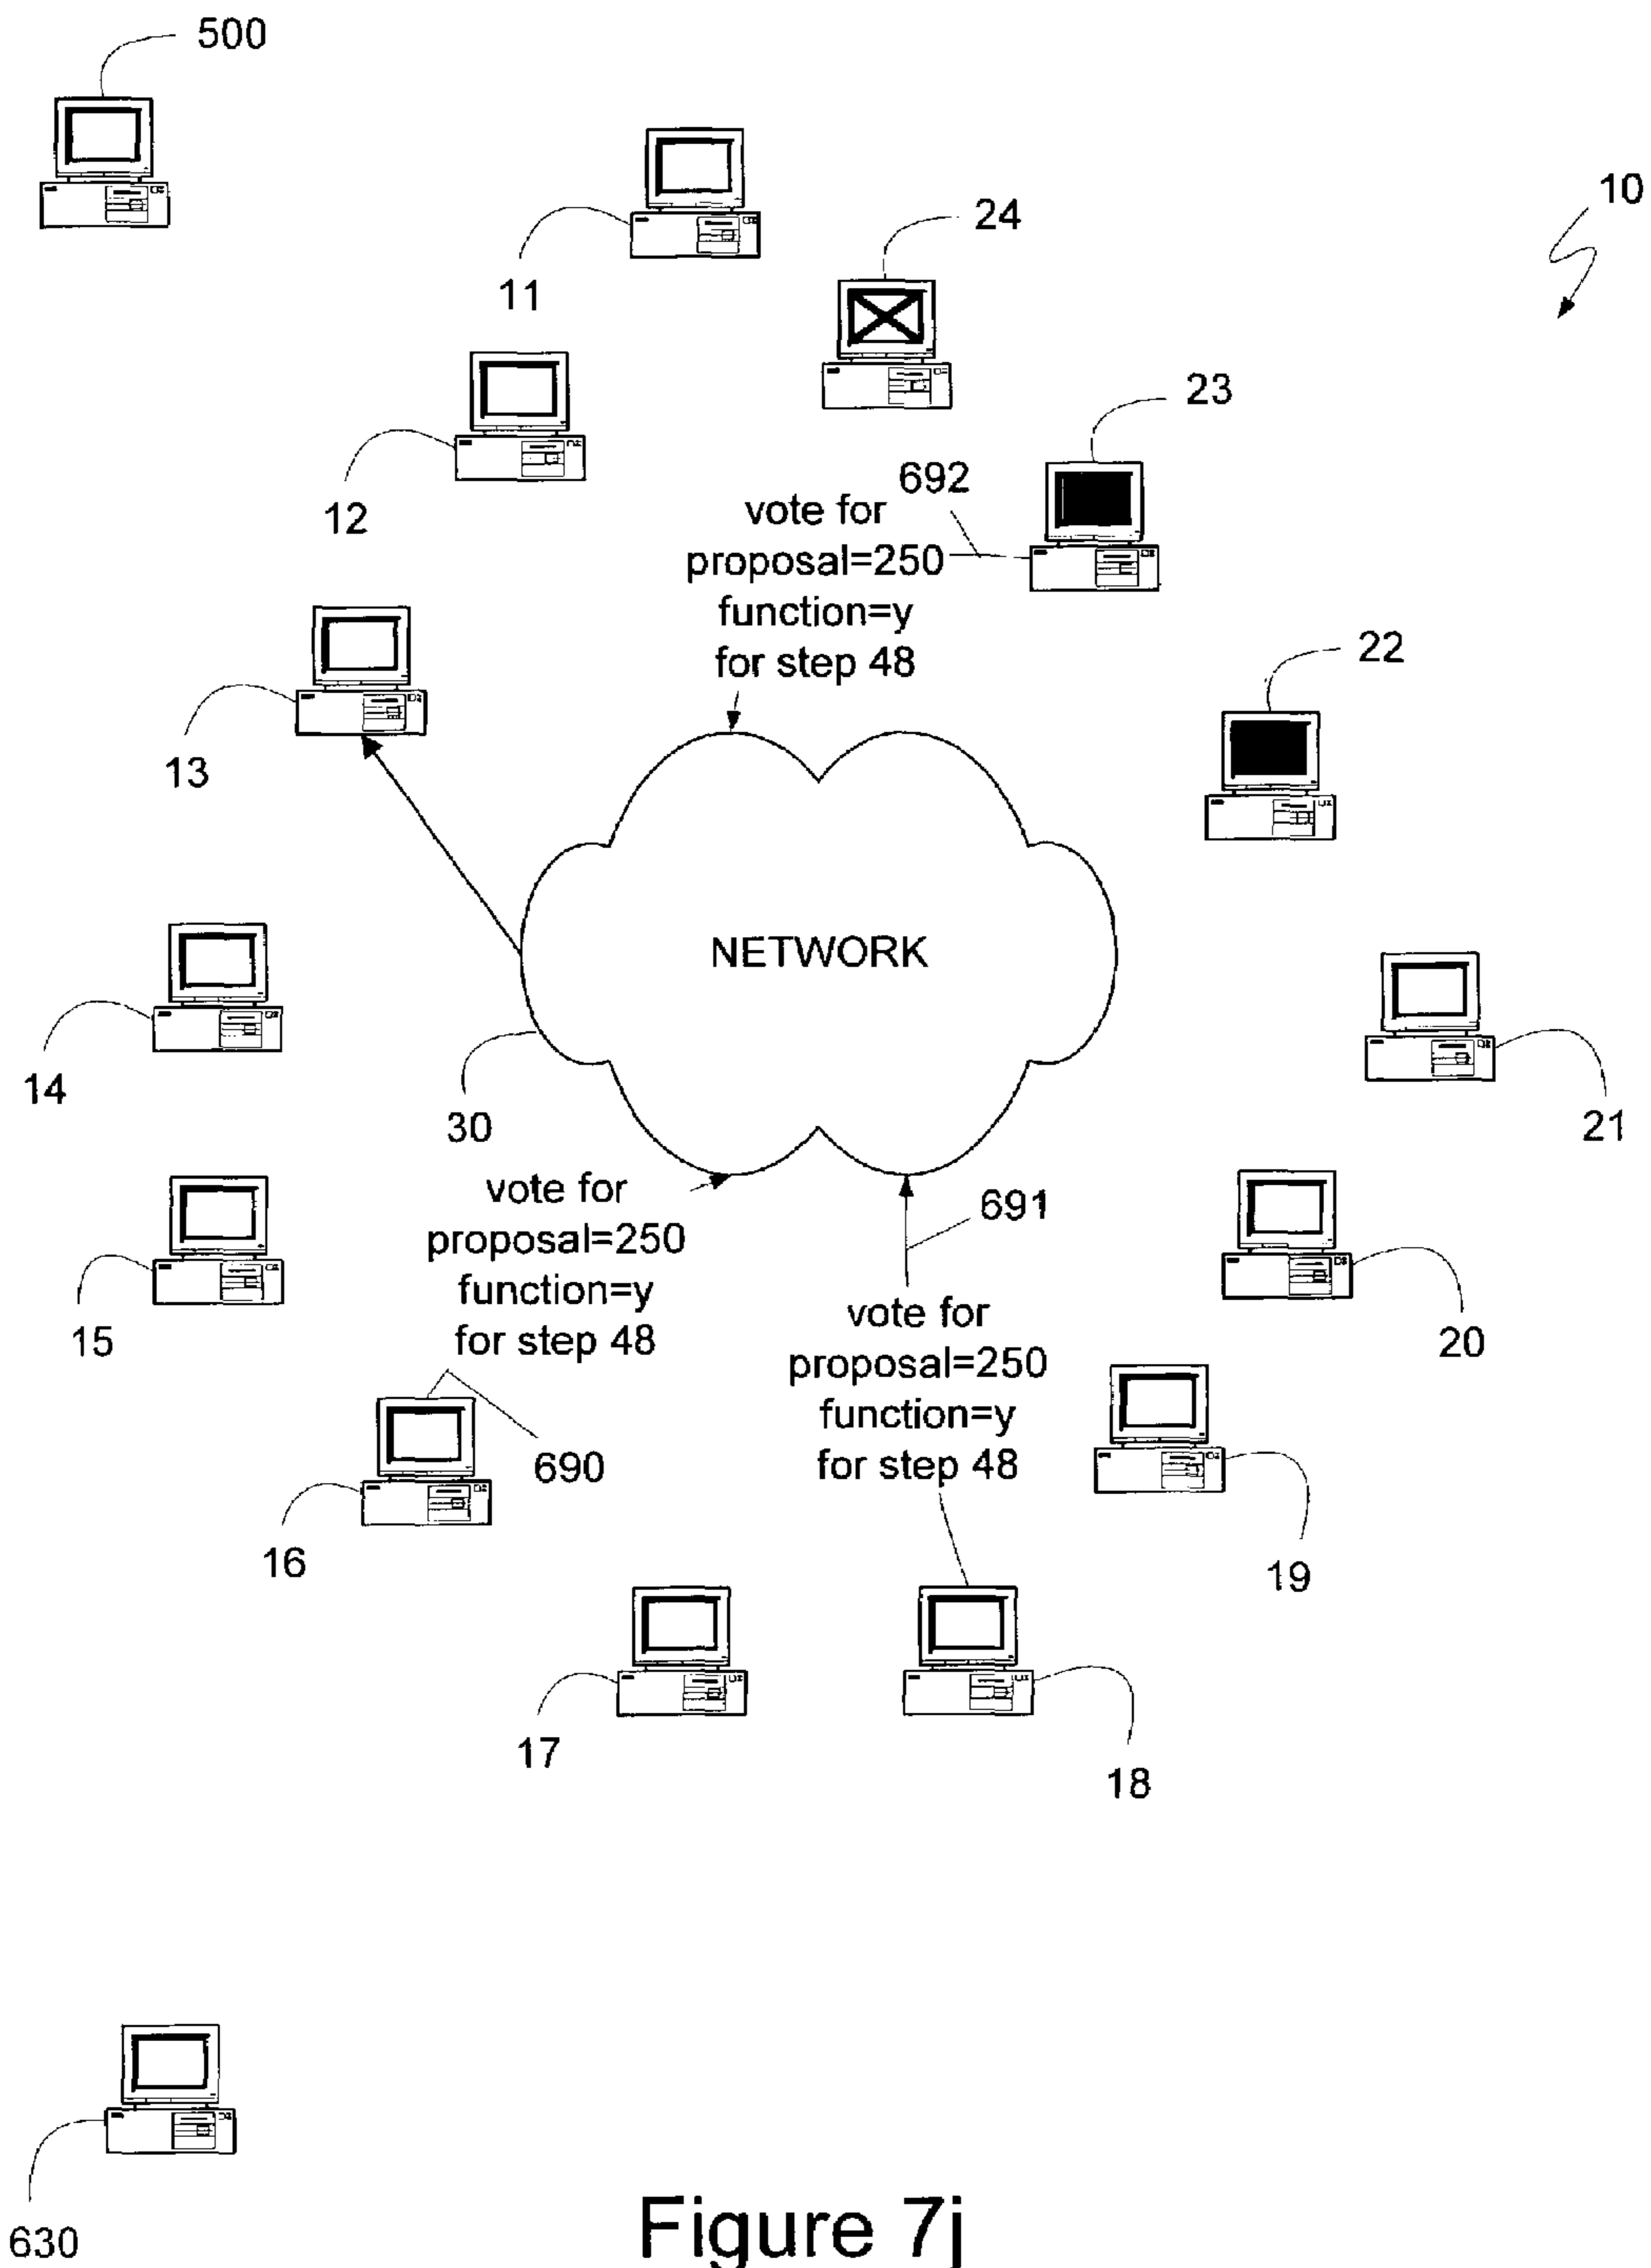 500
10
24
11
23
12
692
vote for
proposal=250
function=y
for step 48
22
13
NETWORK
14
30
21
vote for
proposal=250
function=y
for step 48
691
15
20
vote for
proposal=250
function=y
for step 48
690
16
19
17
18
630
Figure 7j